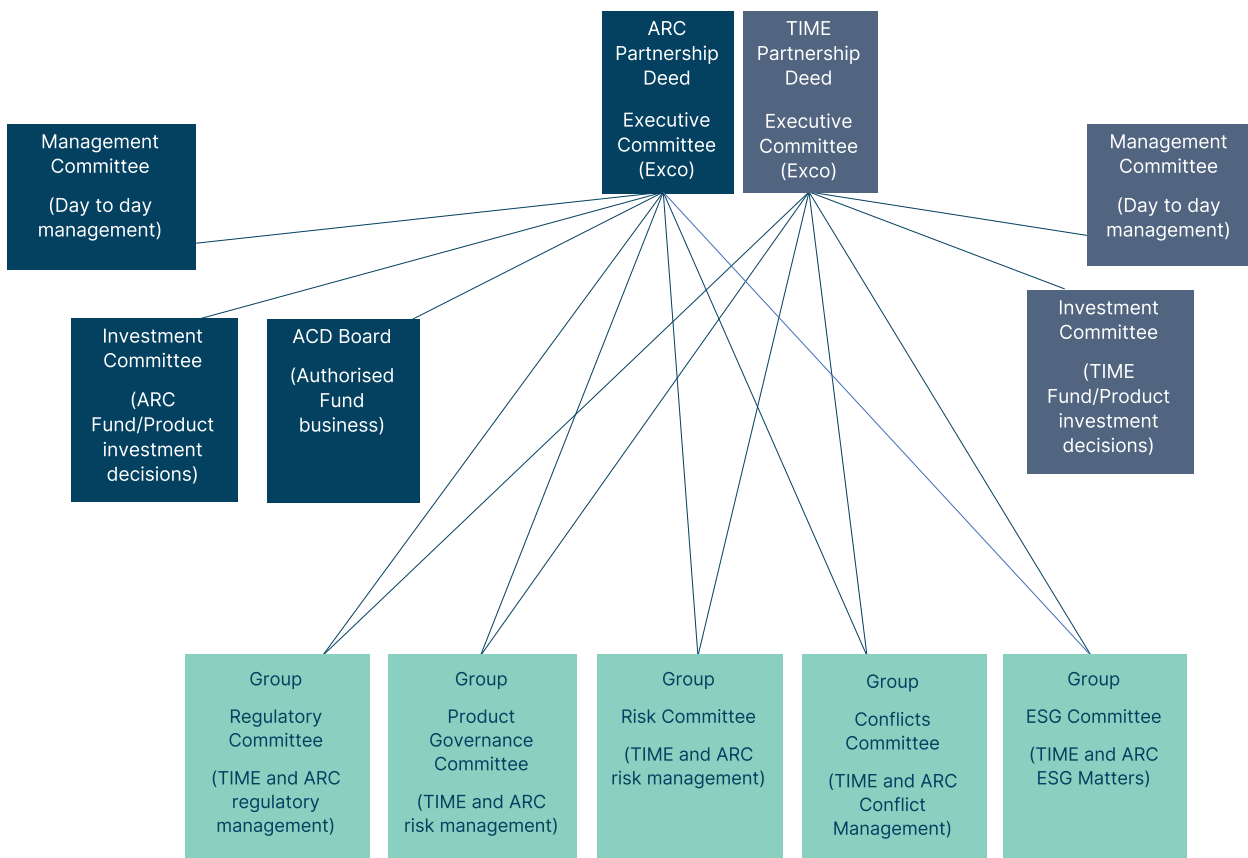 ARC
Partnership
Deed
Executive
Committee
(Exco)
TIME
Partnership
Deed
Executive
Committee
(Exco)
Management
Committee
(Day to day
management)
Management
Committee
(Day to day
management)
Investment
Committee
(ARC
Fund/Product
investment
decisions)
ACD Board
(Authorised
Fund
business)
Investment
Committee
(TIME
Fund/Product
investment
decisions)
Group
Regulatory
Committee
(TIME and ARC
regulatory
management)
Group
Product
Governance
Committee
(TIME and ARC
risk management)
Group
Risk Committee
(TIME and ARC
risk management)
Group
Conflicts
Committee
(TIME and ARC
Conflict
Management)
Group
ESG Committee
(TIME and ARC
ESG Matters)